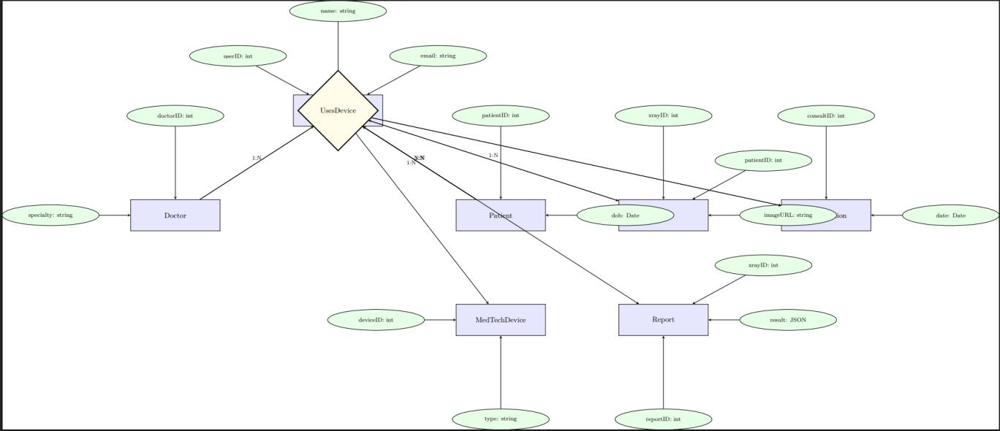 name: string
userID: int
email: string
UsesDevice
doctorID: int
patientID: int
xrayID: int
consultID: int
1:N
1:N
1:N
patientID: int
specialty: string
Doctor
Patient
dob: Date
imageURL: string
date: Date
xrayID: int
deviceID: int
MedTechDevice
Report
result: JSON
type: string
reportID: int